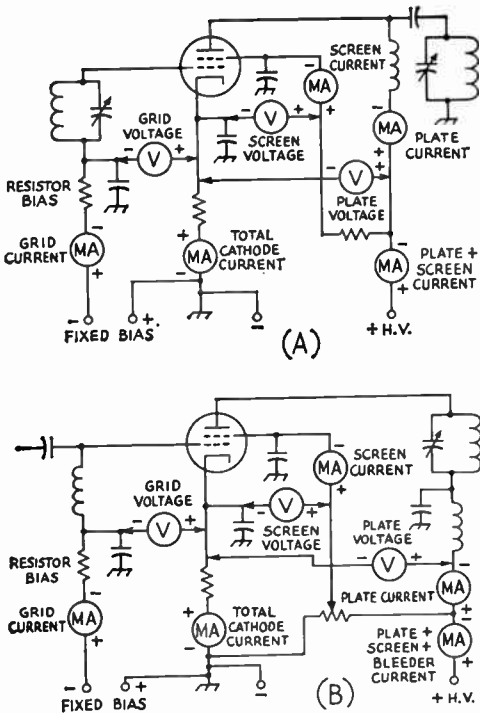 SCREEN
CURRENT
MA
MA
PLATE
CURRENT
GRID
VOLTAGE
- V +
- V +
SCREEN
VOLTAGE
- V +
PLATE
VOLTAGE
RESISTOR
BIAS
GRID
CURRENT
MA
TOTAL
CATHODE
CURRENT
MA
MA
PLATE +
SCREEN
CURRENT
- +
FIXED BIAS
-
+ H.V.
(A)
SCREEN
CURRENT
MA
GRID
VOLTAGE
- V +
- V +
SCREEN
VOLTAGE
PLATE
VOLTAGE
- V +
RESISTOR
BIAS
GRID
CURRENT
MA
TOTAL
CATHODE
CURRENT
MA
PLATE CURRENT
MA
MA
PLATE +
SCREEN +
BLEEDER
CURRENT
- +
FIXED BIAS
-
+ H.V.
(B)